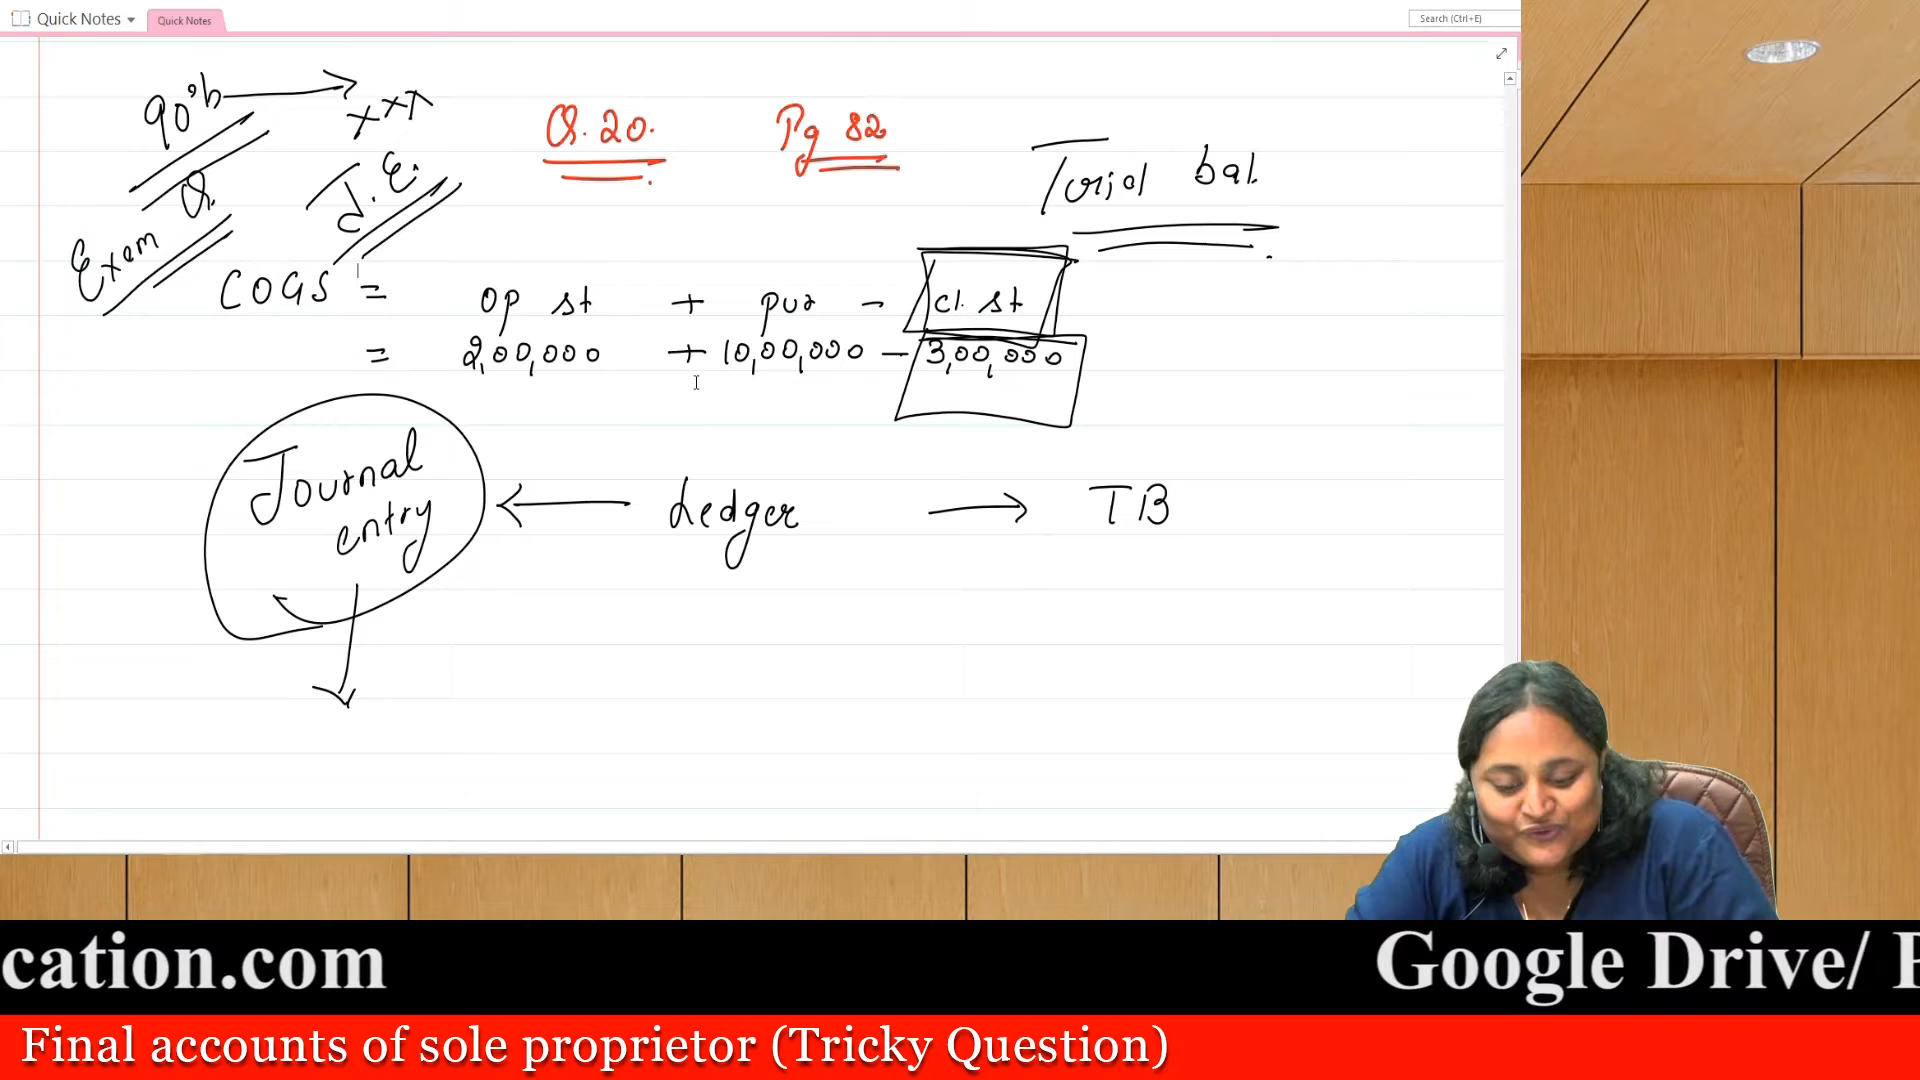 Quick Notes
Quick Notes
Search (Ctrl+E)
90% xxx
Q. 20. Pg 82
Trial bal.
Q.
J. E.
Exam
COGS = Op st + pur - cl. st
= 2,00,000 + 10,00,000 - 3,00,000
Journal entry
Ledger
TB
cation.com
Google Drive/
Final accounts of sole proprietor (Tricky Question)